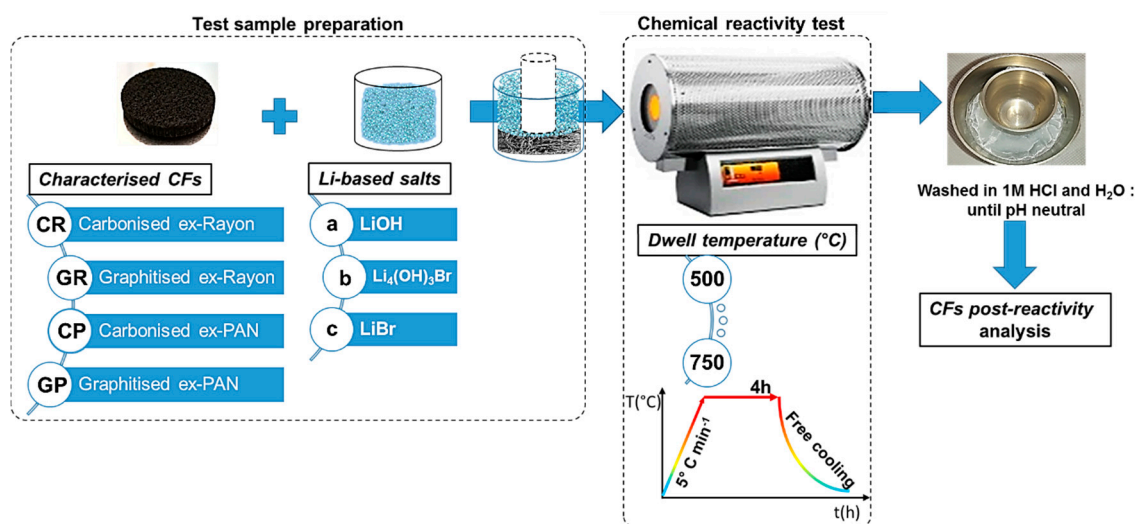 Test sample preparation
Characterised CFs
CR Carbonised ex-Rayon
GR Graphitised ex-Rayon
CP Carbonised ex-PAN
GP Graphitised ex-PAN
Li-based salts
a LiOH
b Li₄(OH)₃Br
c LiBr
Chemical reactivity test
Dwell temperature (°C)
500
750
T(°C)
4h
5° C min⁻¹
Free cooling
t(h)
Washed in 1M HCl and H₂O :
until pH neutral
CFs post-reactivity
analysis